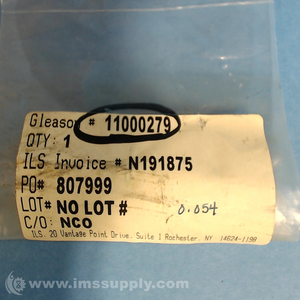 Gleason # 11000279
QTY: 1
ILS Invoice # N191875
PO# 807999
LOT# NO LOT # 0.054
C/O: NCO
ILS, 20 Vantage Point Drive, Suite 1 Rochester, NY 14624-1198
© www.imssupply.com/